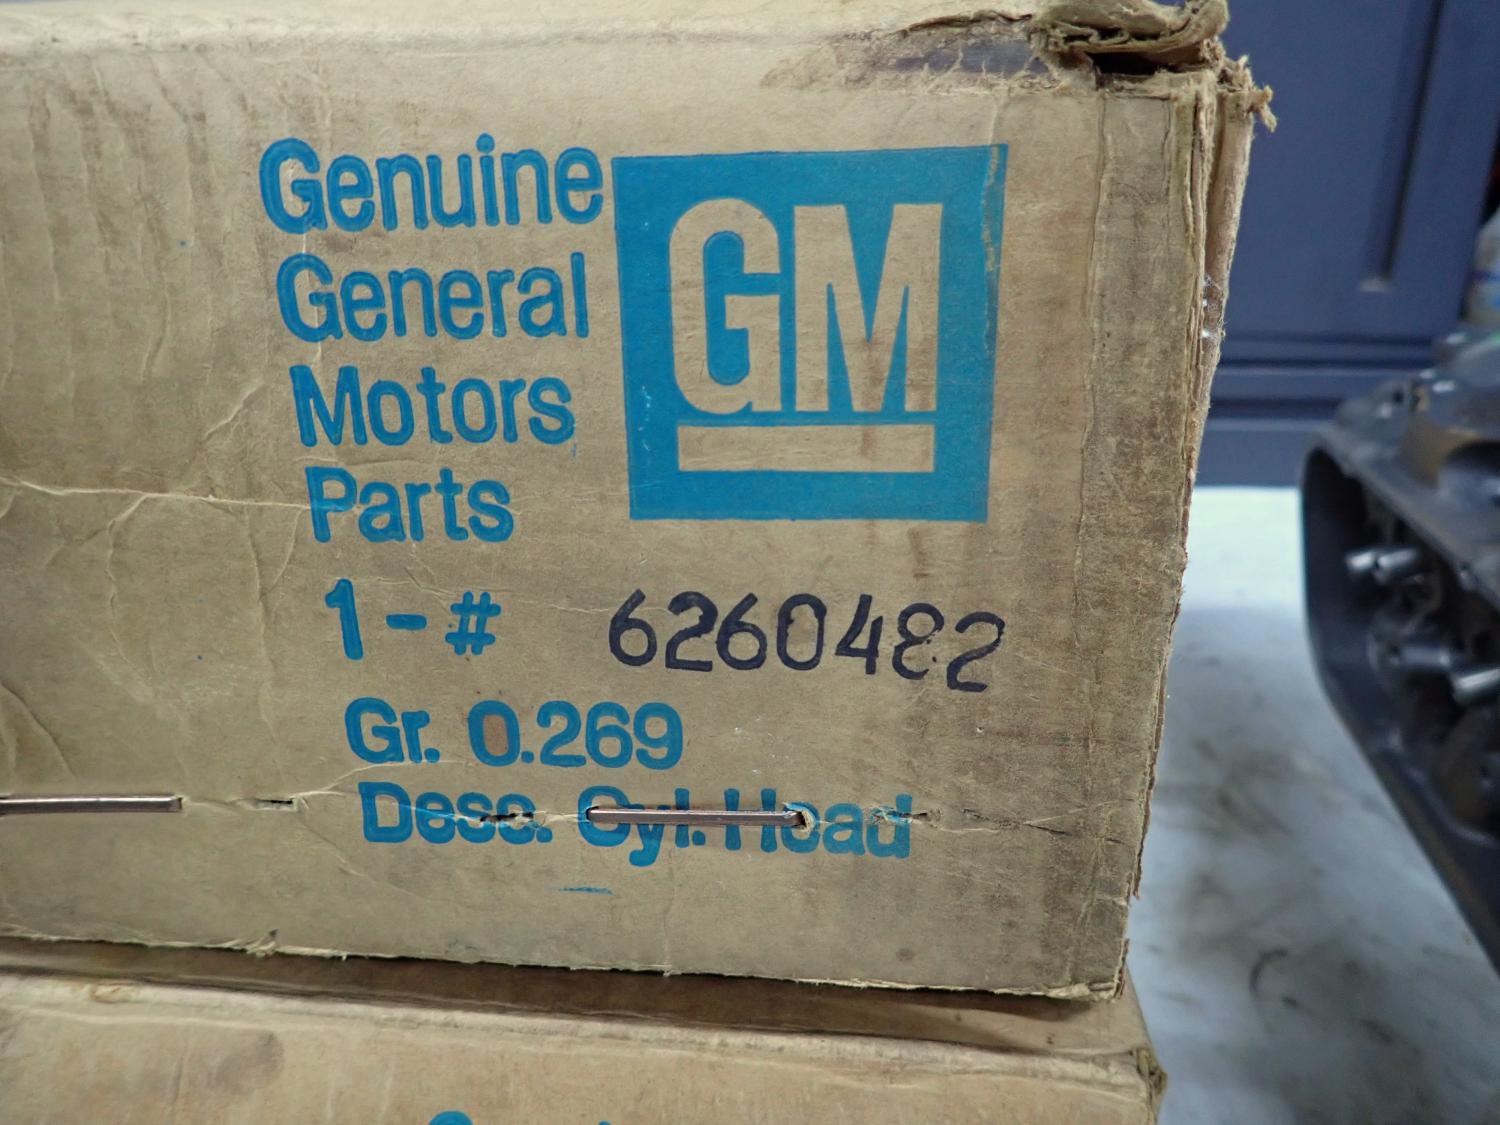 Genuine
General
Motors
Parts
GM
1-# 6260482
Gr. 0.269
Desc. Cyl. Head